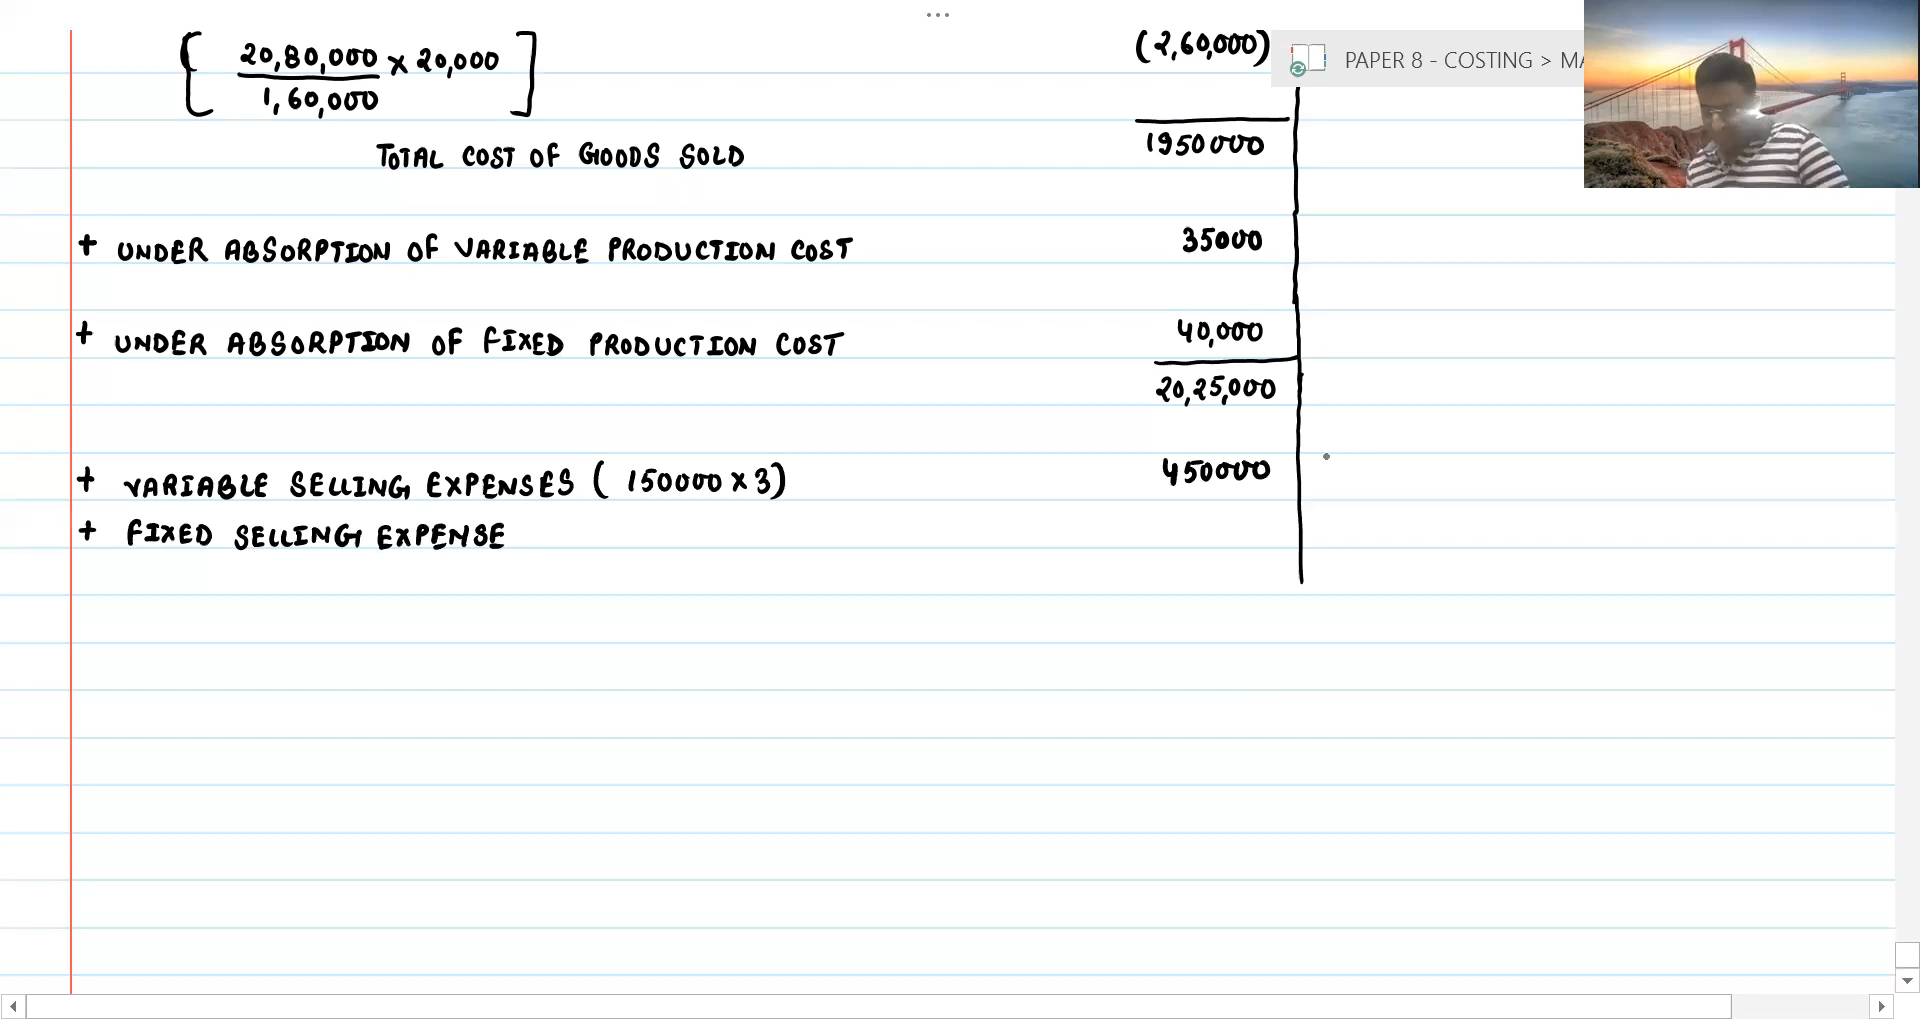 [ 20,80,000 / 1,60,000 × 20,000 ] (2,60,000)
PAPER 8 - COSTING >
TOTAL COST OF GOODS SOLD 1950000
+ UNDER ABSORPTION OF VARIABLE PRODUCTION COST 35000
+ UNDER ABSORPTION OF FIXED PRODUCTION COST 40,000
20,25,000
+ VARIABLE SELLING EXPENSES ( 150000 × 3) 450000
+ FIXED SELLING EXPENSE